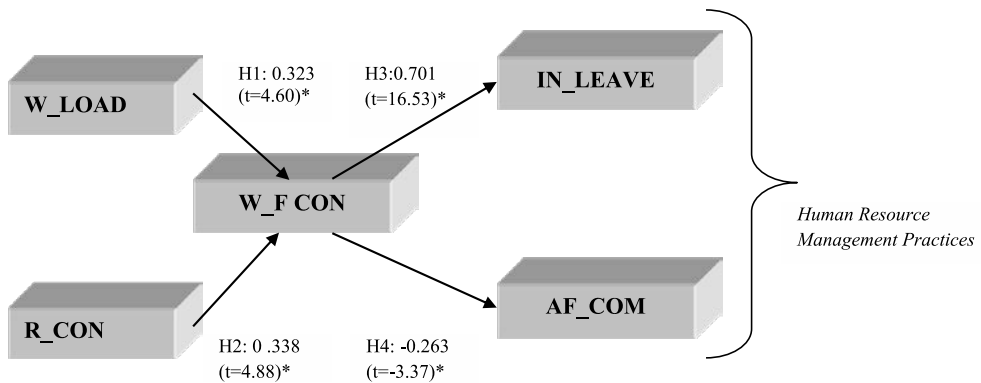 W_LOAD
H1: 0.323
(t=4.60)*
H3:0.701
(t=16.53)*
IN_LEAVE
W_F CON
Human Resource
Management Practices
R_CON
H2: 0 .338
(t=4.88)*
H4: -0.263
(t=-3.37)*
AF_COM